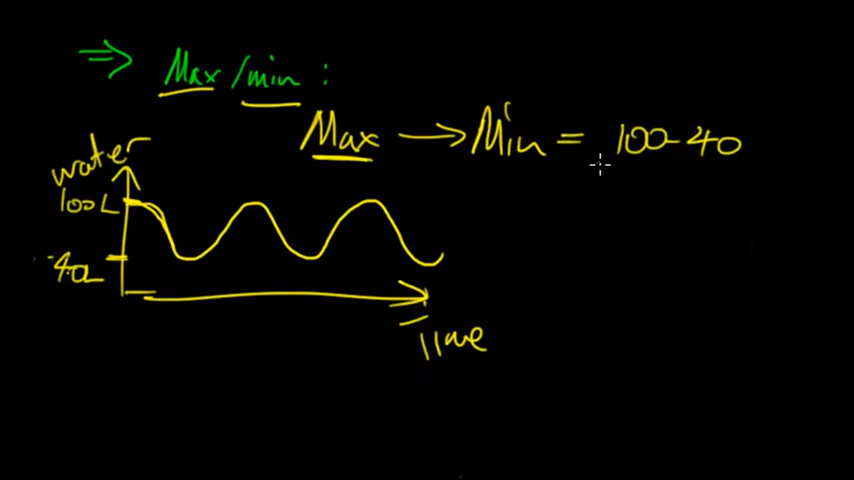 ⇒ Max/min:
Max → Min = 100-40
water
100L
40L
Time